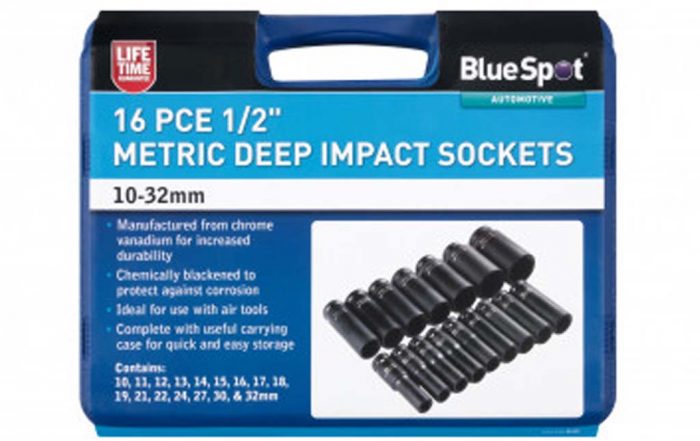 LIFE
TIME
GUARANTEE
BlueSpot®
AUTOMOTIVE
16 PCE 1/2"
METRIC DEEP IMPACT SOCKETS
10-32mm
• Manufactured from chrome
vanadium for increased
durability
• Chemically blackened to
protect against corrosion
• Ideal for use with air tools
• Complete with useful carrying
case for quick and easy storage
Contains:
10, 11, 12, 13, 14, 15, 16, 17, 18,
19, 21, 22, 24, 27, 30, & 32mm